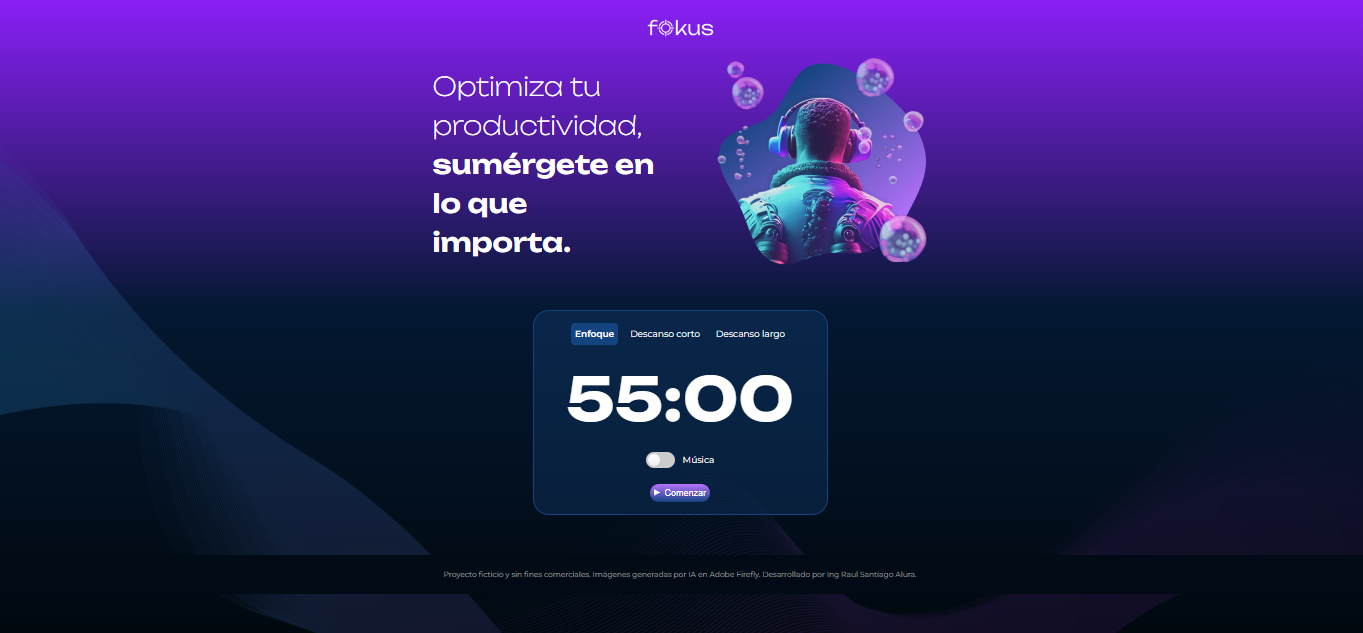 fokus
Optimiza tu
productividad,
sumérgete en
lo que
importa.
Enfoque Descanso corto Descanso largo
55:00
Música
Comenzar
Proyecto ficticio y sin fines comerciales. Imágenes generadas por IA en Adobe Firefly. Desarrollado por Ing Raul Santiago Alura.